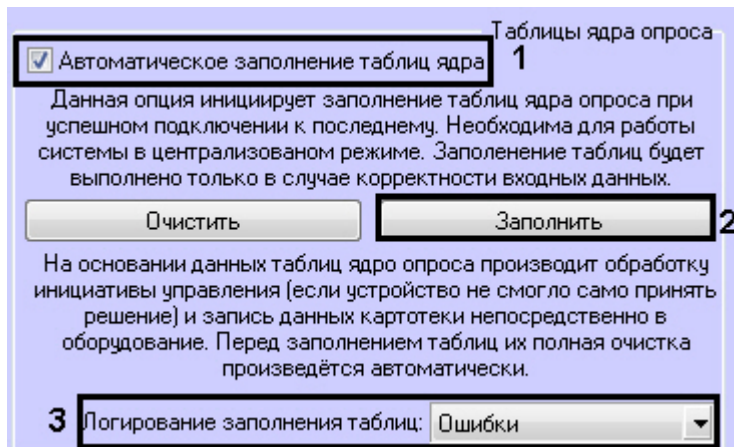 Таблицы ядра опроса
Автоматическое заполнение таблиц ядра 1
Данная опция инициирует заполнение таблиц ядра опроса при
успешном подключении к последнему. Необходима для работы
системы в централизованом режиме. Заполенение таблиц будет
выполнено только в случае корректности входных данных.
Очистить Заполнить 2
На основании данных таблиц ядро опроса производит обработку
инициативы управления (если устройство не смогло само принять
решение) и запись данных картотеки непосредственно в
оборудование. Перед заполнением таблиц их полная очистка
произведётся автоматически.
3 Логирование заполнения таблиц: Ошибки